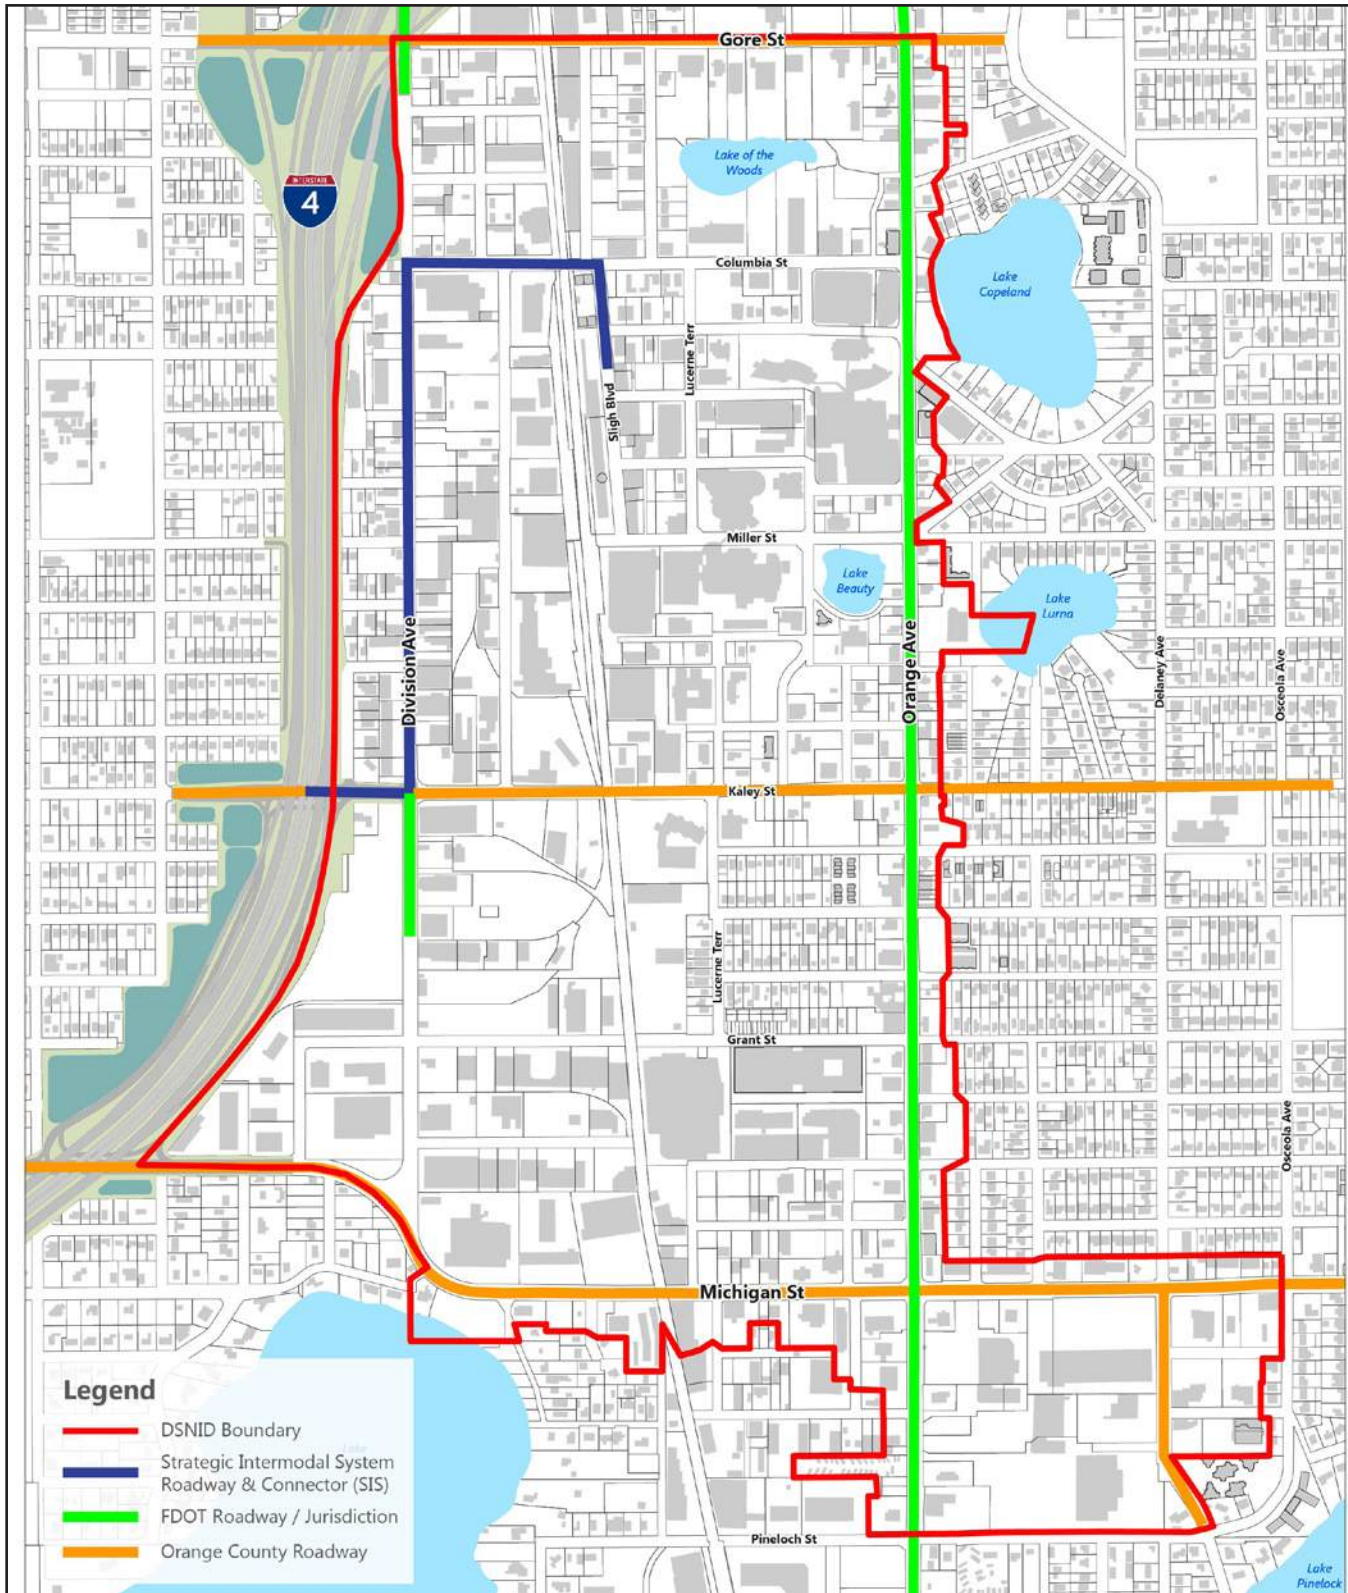 Gore St
Lake of the
Woods
INTERSTATE
4
Columbia St
Lake
Copeland
Lucerne Terr
Sligh Blvd
Miller St
Lake
Beauty
Lake
Lurna
Division Ave
Orange Ave
Delaney Ave
Osceola Ave
Kaley St
Lucerne Terr
Grant St
Osceola Ave
Michigan St
Legend
DSNID Boundary
Lake
Strategic Intermodal System
Roadway & Connector (SIS)
FDOT Roadway / Jurisdiction
Orange County Roadway
Pineloch St
Lake
Pinelock